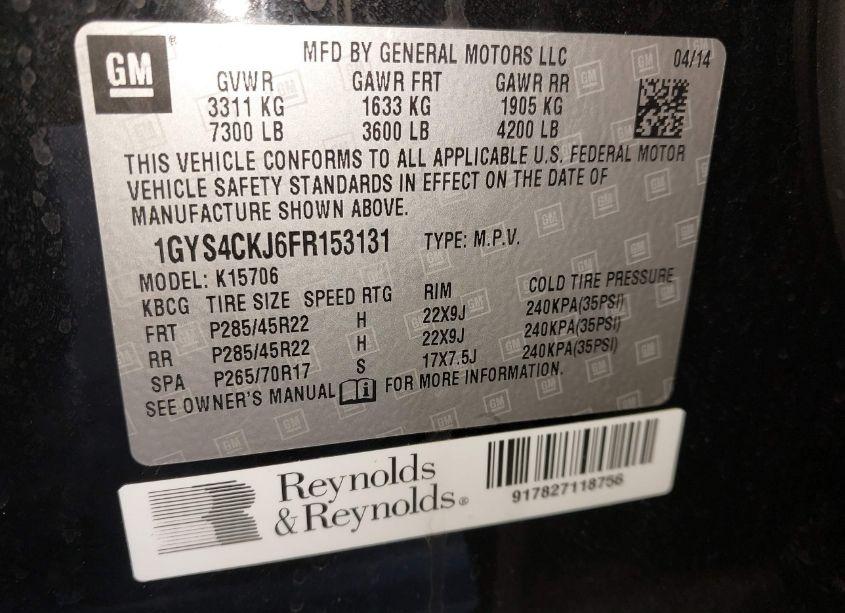 GM
MFD BY GENERAL MOTORS LLC 04/14
GVWR GAWR FRT GAWR RR
3311 KG 1633 KG 1905 KG
7300 LB 3600 LB 4200 LB
THIS VEHICLE CONFORMS TO ALL APPLICABLE U.S. FEDERAL MOTOR
VEHICLE SAFETY STANDARDS IN EFFECT ON THE DATE OF
MANUFACTURE SHOWN ABOVE.
1GYS4CKJ6FR153131 TYPE: M.P.V.
MODEL: K15706
KBCG TIRE SIZE SPEED RTG RIM COLD TIRE PRESSURE
FRT P285/45R22 H 22X9J 240KPA(35PSI)
RR P285/45R22 H 22X9J 240KPA(35PSI)
SPA P265/70R17 S 17X7.5J 240KPA(35PSI)
SEE OWNER'S MANUAL FOR MORE INFORMATION.
Reynolds
& Reynolds®
917827118756